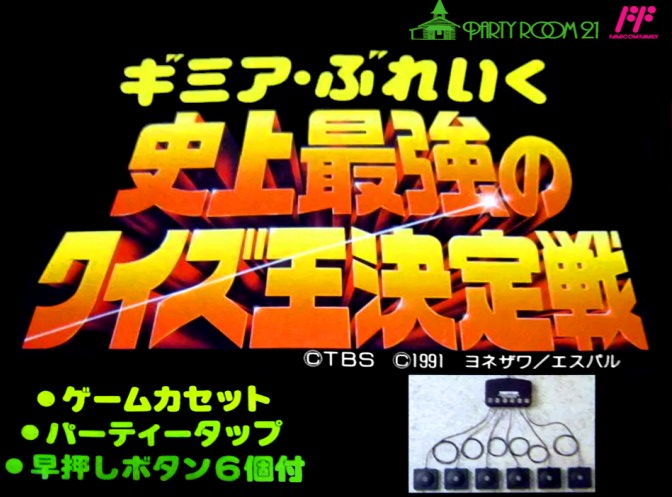 PARTY ROOM 21
FAMICOM FAMILY
ギミア・ぶれいく
史上最強の
クイズ王決定戦
©TBS ©1991 ヨネザワ/エスパル
●ゲームカセット
●パーティータップ
●早押しボタン6個付